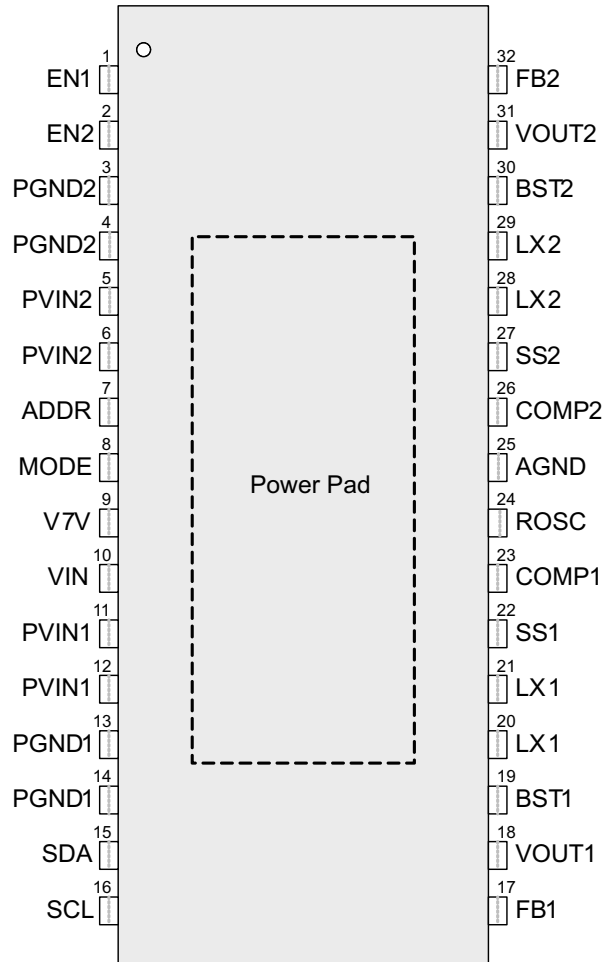 1
EN1
2
EN2
3
PGND2
4
PGND2
5
PVIN2
6
PVIN2
7
ADDR
8
MODE
9
V7V
10
VIN
11
PVIN1
12
PVIN1
13
PGND1
14
PGND1
15
SDA
16
SCL
Power Pad
32
FB2
31
VOUT2
30
BST2
29
LX2
28
LX2
27
SS2
26
COMP2
25
AGND
24
ROSC
23
COMP1
22
SS1
21
LX1
20
LX1
19
BST1
18
VOUT1
17
FB1